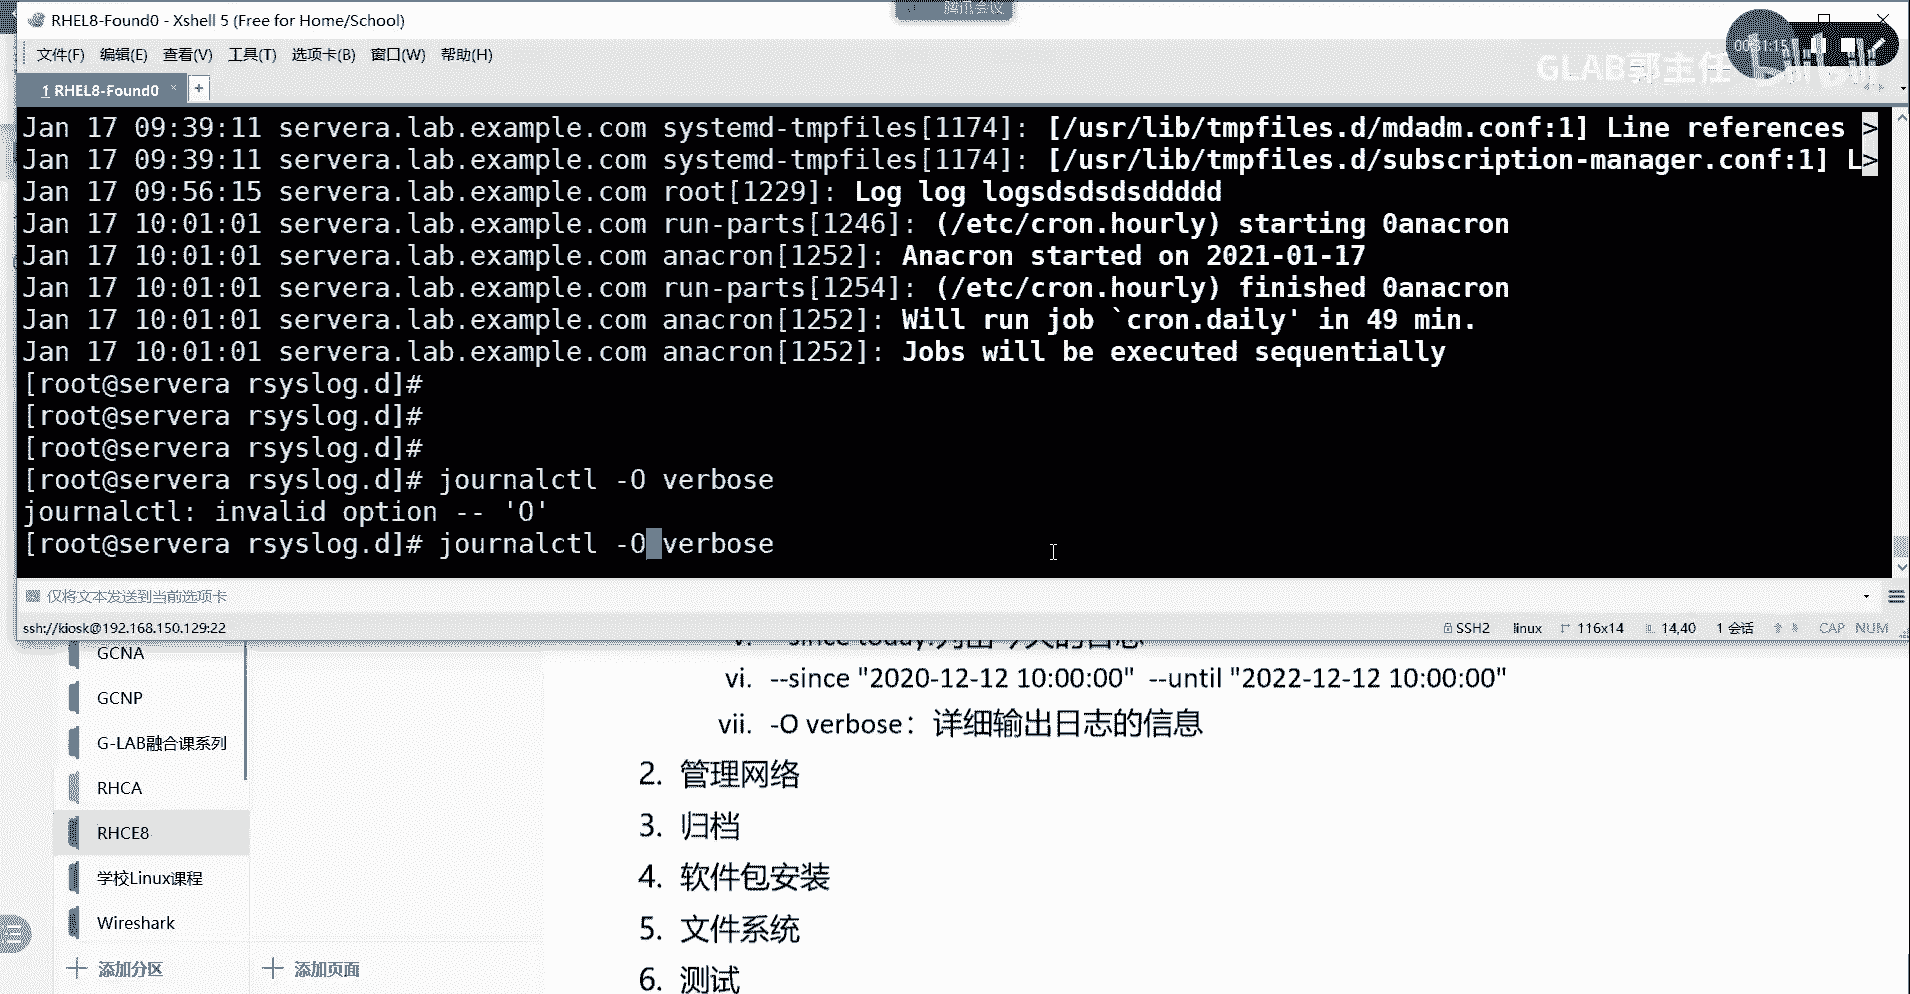 腾讯会议
RHEL8-Found0 - Xshell 5 (Free for Home/School)
00:31:15
GLAB郭主任
文件(F) 编辑(E) 查看(V) 工具(T) 选项卡(B) 窗口(W) 帮助(H)
1 RHEL8-Found0 × +
Jan 17 09:39:11 servera.lab.example.com systemd-tmpfiles[1174]: [/usr/lib/tmpfiles.d/mdadm.conf:1] Line references >
Jan 17 09:39:11 servera.lab.example.com systemd-tmpfiles[1174]: [/usr/lib/tmpfiles.d/subscription-manager.conf:1] L>
Jan 17 09:56:15 servera.lab.example.com root[1229]: Log log logsdsdsdsddddd
Jan 17 10:01:01 servera.lab.example.com run-parts[1246]: (/etc/cron.hourly) starting 0anacron
Jan 17 10:01:01 servera.lab.example.com anacron[1252]: Anacron started on 2021-01-17
Jan 17 10:01:01 servera.lab.example.com run-parts[1254]: (/etc/cron.hourly) finished 0anacron
Jan 17 10:01:01 servera.lab.example.com anacron[1252]: Will run job `cron.daily' in 49 min.
Jan 17 10:01:01 servera.lab.example.com anacron[1252]: Jobs will be executed sequentially
[root@servera rsyslog.d]#
[root@servera rsyslog.d]#
[root@servera rsyslog.d]#
[root@servera rsyslog.d]# journalctl -O verbose
journalctl: invalid option -- 'O'
[root@servera rsyslog.d]# journalctl -O verbose
仅将文本发送到当前选项卡
ssh://kiosk@192.168.150.129:22 SSH2 linux 116x14 14,40 1 会话 CAP NUM
GCNA
GCNP
G-LAB融合课系列
RHCA
RHCE8
学校Linux课程
Wireshark
添加分区 添加页面
v. --since today:列出今天的日志
vi. --since "2020-12-12 10:00:00" --until "2022-12-12 10:00:00"
vii. -O verbose：详细输出日志的信息
2. 管理网络
3. 归档
4. 软件包安装
5. 文件系统
6. 测试